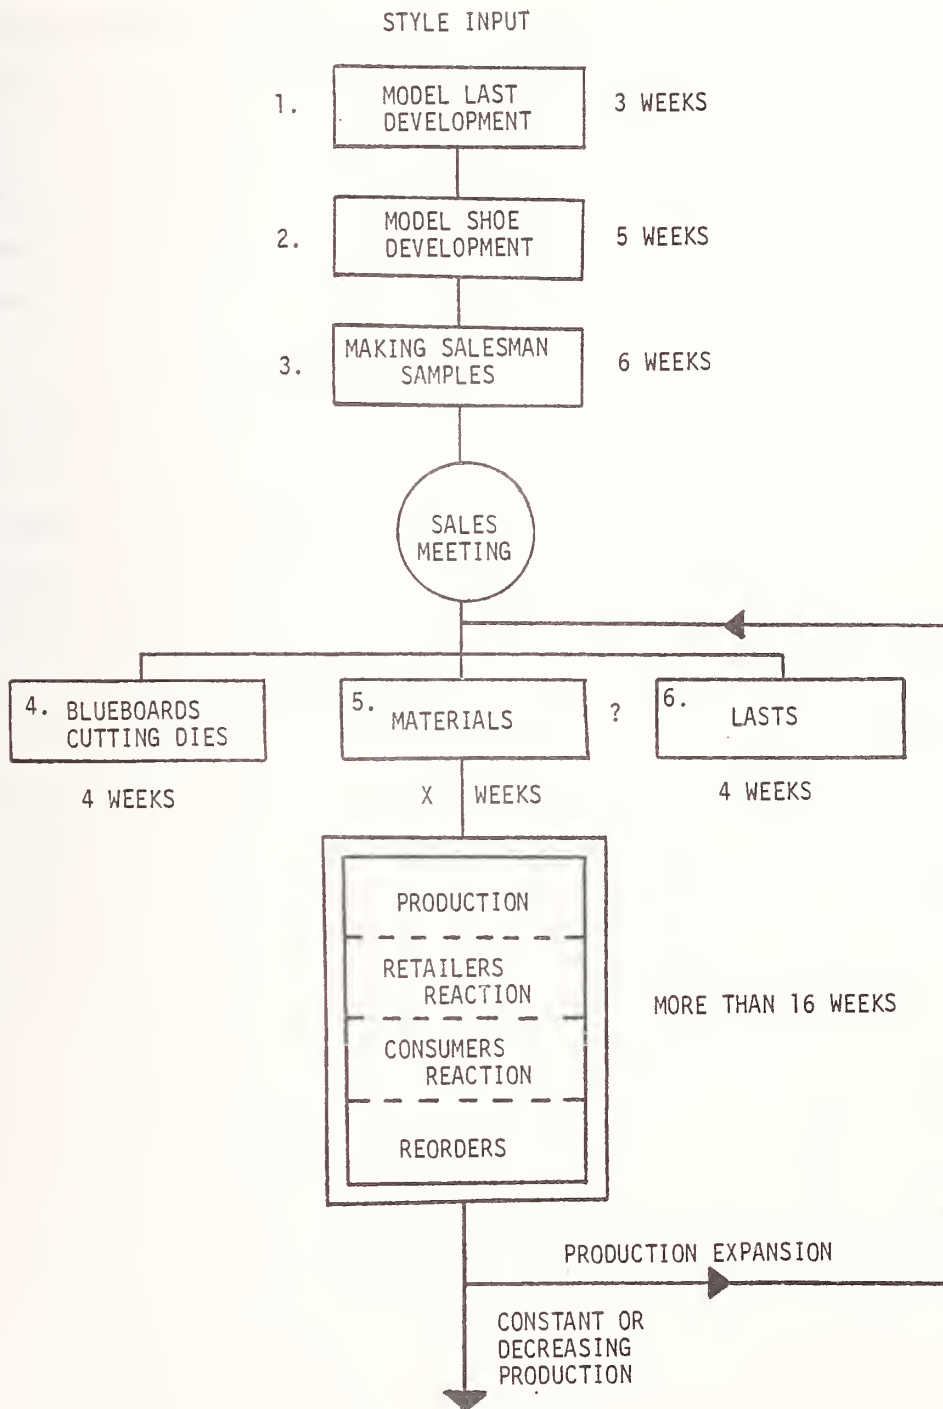 STYLE INPUT
1.
MODEL LAST
DEVELOPMENT
3 WEEKS
2.
MODEL SHOE
DEVELOPMENT
5 WEEKS
3.
MAKING SALESMAN
SAMPLES
6 WEEKS
SALES
MEETING
4. BLUEBOARDS
CUTTING DIES
4 WEEKS
5.
MATERIALS
?
X WEEKS
6.
LASTS
4 WEEKS
PRODUCTION
RETAILERS
REACTION
CONSUMERS
REACTION
REORDERS
MORE THAN 16 WEEKS
PRODUCTION EXPANSION
CONSTANT OR
DECREASING
PRODUCTION